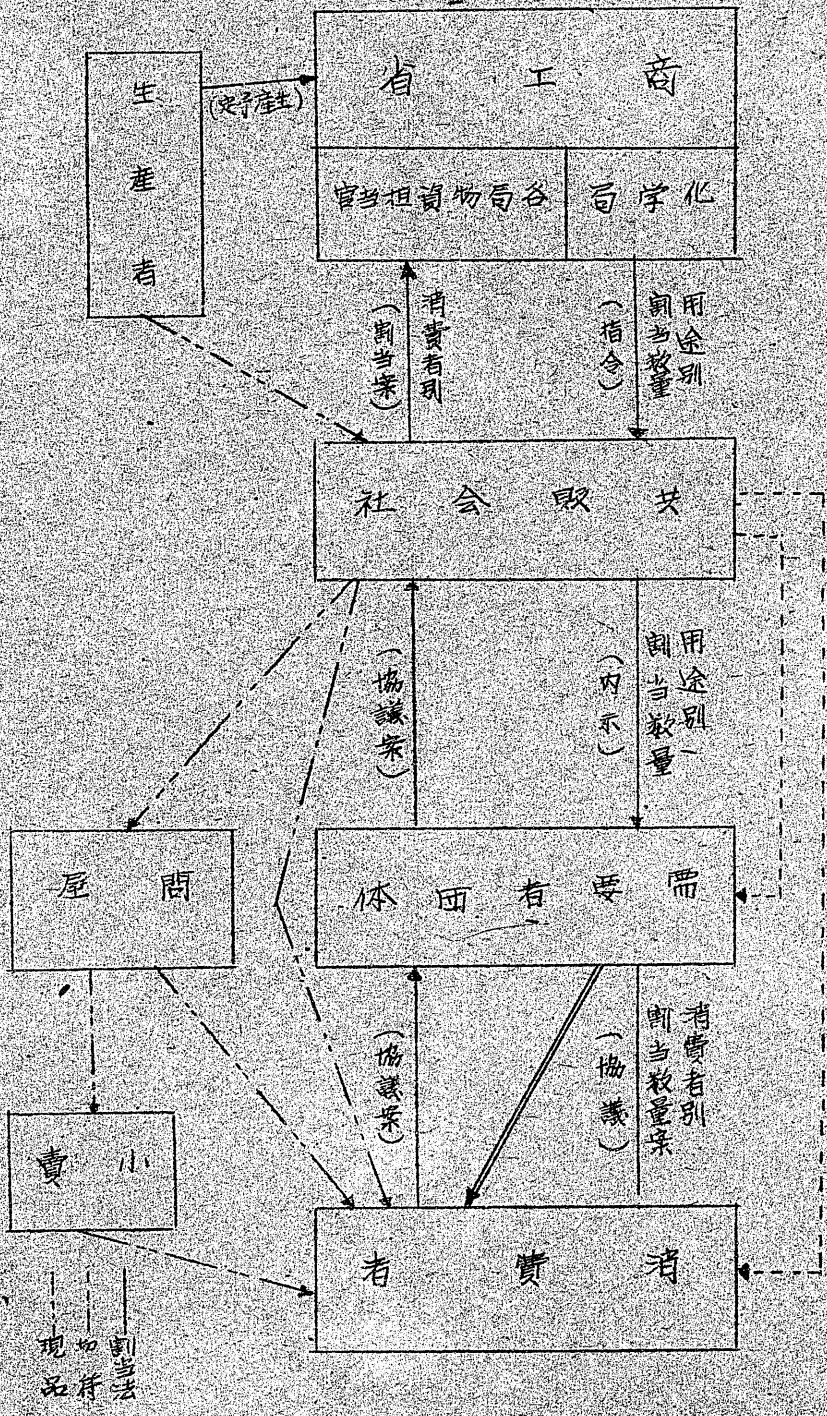 商工省
化学局
各局物資担当官
生産者
(生産予定)
用途別
割当数量
(指令)
消費者別
(割当案)
共販会社
用途別
割当数量
(内示)
(協議案)
需要者団体
問屋
消費者別
割当数量案
(協議)
(協議案)
小賣
消費者
割当法
切符
現品